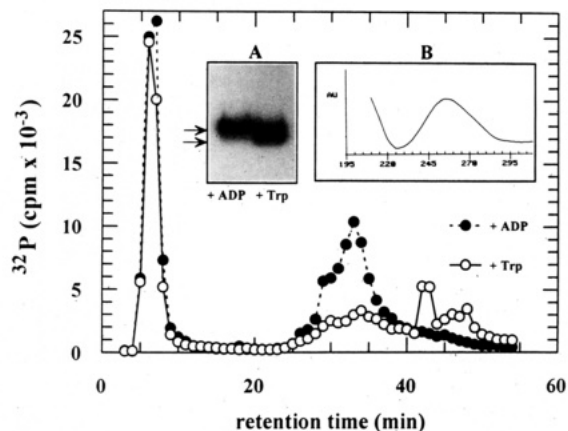 25
20
15
10
5
0
³²P (cpm x 10⁻³)
A
B
+ ADP + Trp
AU
195 220 245 270 295
+ ADP
+ Trp
0 20 40 60
retention time (min)